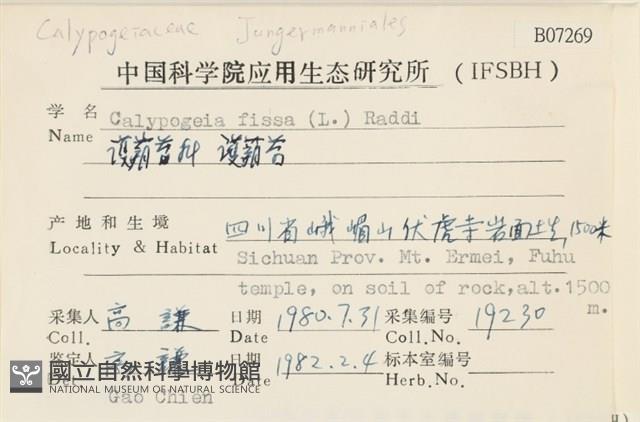 Calypogeiaceae Jungermanniales
B07269
中国科学院应用生态研究所 (IFSBH)
学名 Calypogeia fissa (L.) Raddi
Name 护蒴苔科 护蒴苔
产地和生境 四川省峨嵋山伏虎寺岩面土生,1500米
Locality & Habitat Sichuan Prov. Mt. Ermei, Fuhu
temple, on soil of rock,alt.1500
m.
采集人 高謙 日期 1980.7.31 采集编号 19230
Coll. Date Coll.No.
鉴定人 高謙 日期 1982.2.4 标本室编号
Det Date Herb.No.
國立自然科學博物館
NATIONAL MUSEUM OF NATURAL SCIENCE
Gao Chien
H)